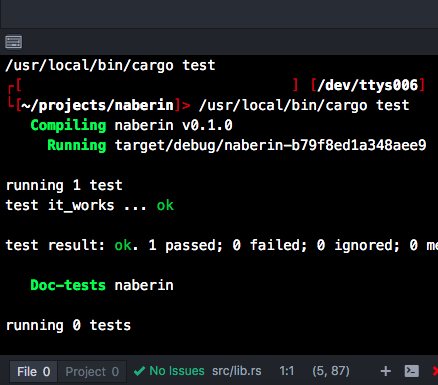 /usr/local/bin/cargo test
┌[ ] [/dev/ttys006]
└[~/projects/naberin]> /usr/local/bin/cargo test
Compiling naberin v0.1.0
Running target/debug/naberin-b79f8ed1a348aee9
running 1 test
test it_works ... ok
test result: ok. 1 passed; 0 failed; 0 ignored; 0 me
Doc-tests naberin
running 0 tests
File 0 Project 0 ✔ No Issues src/lib.rs 1:1 (5, 87)